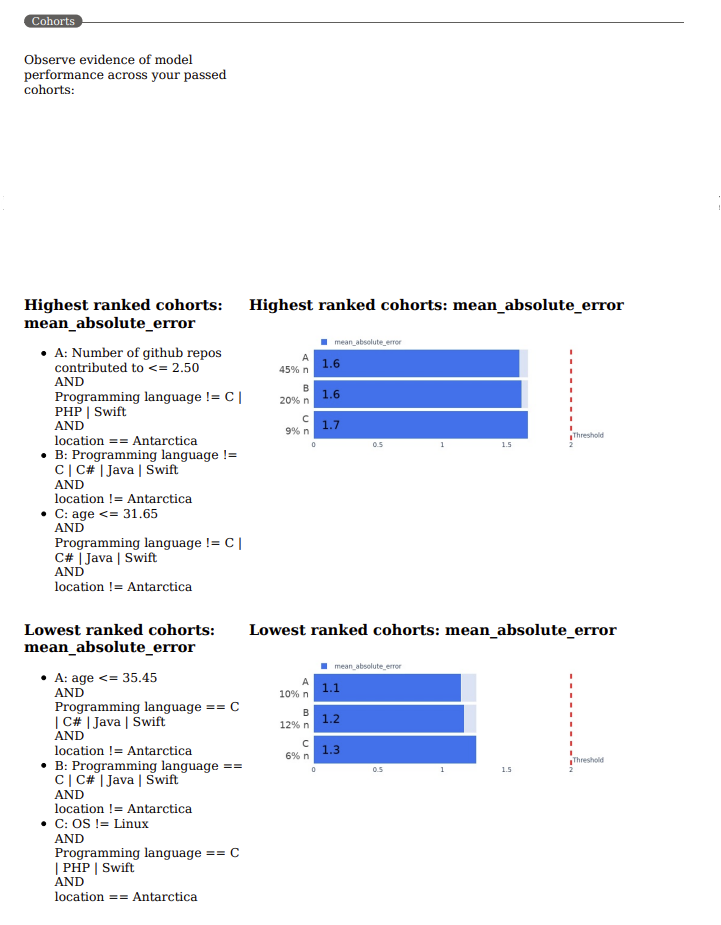 Cohorts
Observe evidence of model
performance across your passed
cohorts:
Highest ranked cohorts:
mean_absolute_error
A: Number of github repos
contributed to <= 2.50
AND
Programming language != C |
PHP | Swift
AND
location == Antarctica
B: Programming language !=
C | C# | Java | Swift
AND
location != Antarctica
C: age <= 31.65
AND
Programming language != C |
C# | Java | Swift
AND
location != Antarctica
Highest ranked cohorts: mean_absolute_error
mean_absolute_error
A
45% n
1.6
B
20% n
1.6
C
9% n
1.7
Threshold
0 0.5 1 1.5 2
Lowest ranked cohorts:
mean_absolute_error
A: age <= 35.45
AND
Programming language == C
| C# | Java | Swift
AND
location != Antarctica
B: Programming language ==
C | C# | Java | Swift
AND
location != Antarctica
C: OS != Linux
AND
Programming language == C
| PHP | Swift
AND
location == Antarctica
Lowest ranked cohorts: mean_absolute_error
mean_absolute_error
A
10% n
1.1
B
12% n
1.2
C
6% n
1.3
Threshold
0 0.5 1 1.5 2